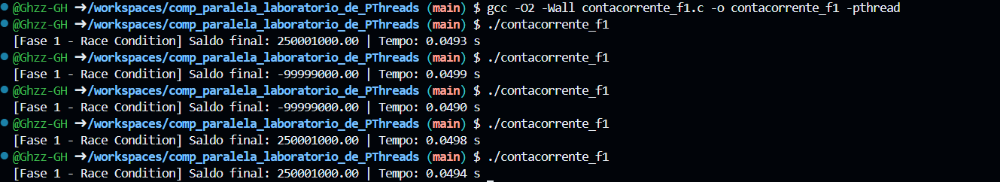 @Ghzz-GH ➜/workspaces/comp_paralela_laboratorio_de_PThreads (main) $ gcc -O2 -Wall contacorrente_f1.c -o contacorrente_f1 -pthread
@Ghzz-GH ➜/workspaces/comp_paralela_laboratorio_de_PThreads (main) $ ./contacorrente_f1
[Fase 1 - Race Condition] Saldo final: 250001000.00 | Tempo: 0.0493 s
@Ghzz-GH ➜/workspaces/comp_paralela_laboratorio_de_PThreads (main) $ ./contacorrente_f1
[Fase 1 - Race Condition] Saldo final: -99999000.00 | Tempo: 0.0499 s
@Ghzz-GH ➜/workspaces/comp_paralela_laboratorio_de_PThreads (main) $ ./contacorrente_f1
[Fase 1 - Race Condition] Saldo final: -99999000.00 | Tempo: 0.0490 s
@Ghzz-GH ➜/workspaces/comp_paralela_laboratorio_de_PThreads (main) $ ./contacorrente_f1
[Fase 1 - Race Condition] Saldo final: 250001000.00 | Tempo: 0.0498 s
@Ghzz-GH ➜/workspaces/comp_paralela_laboratorio_de_PThreads (main) $ ./contacorrente_f1
[Fase 1 - Race Condition] Saldo final: 250001000.00 | Tempo: 0.0494 s